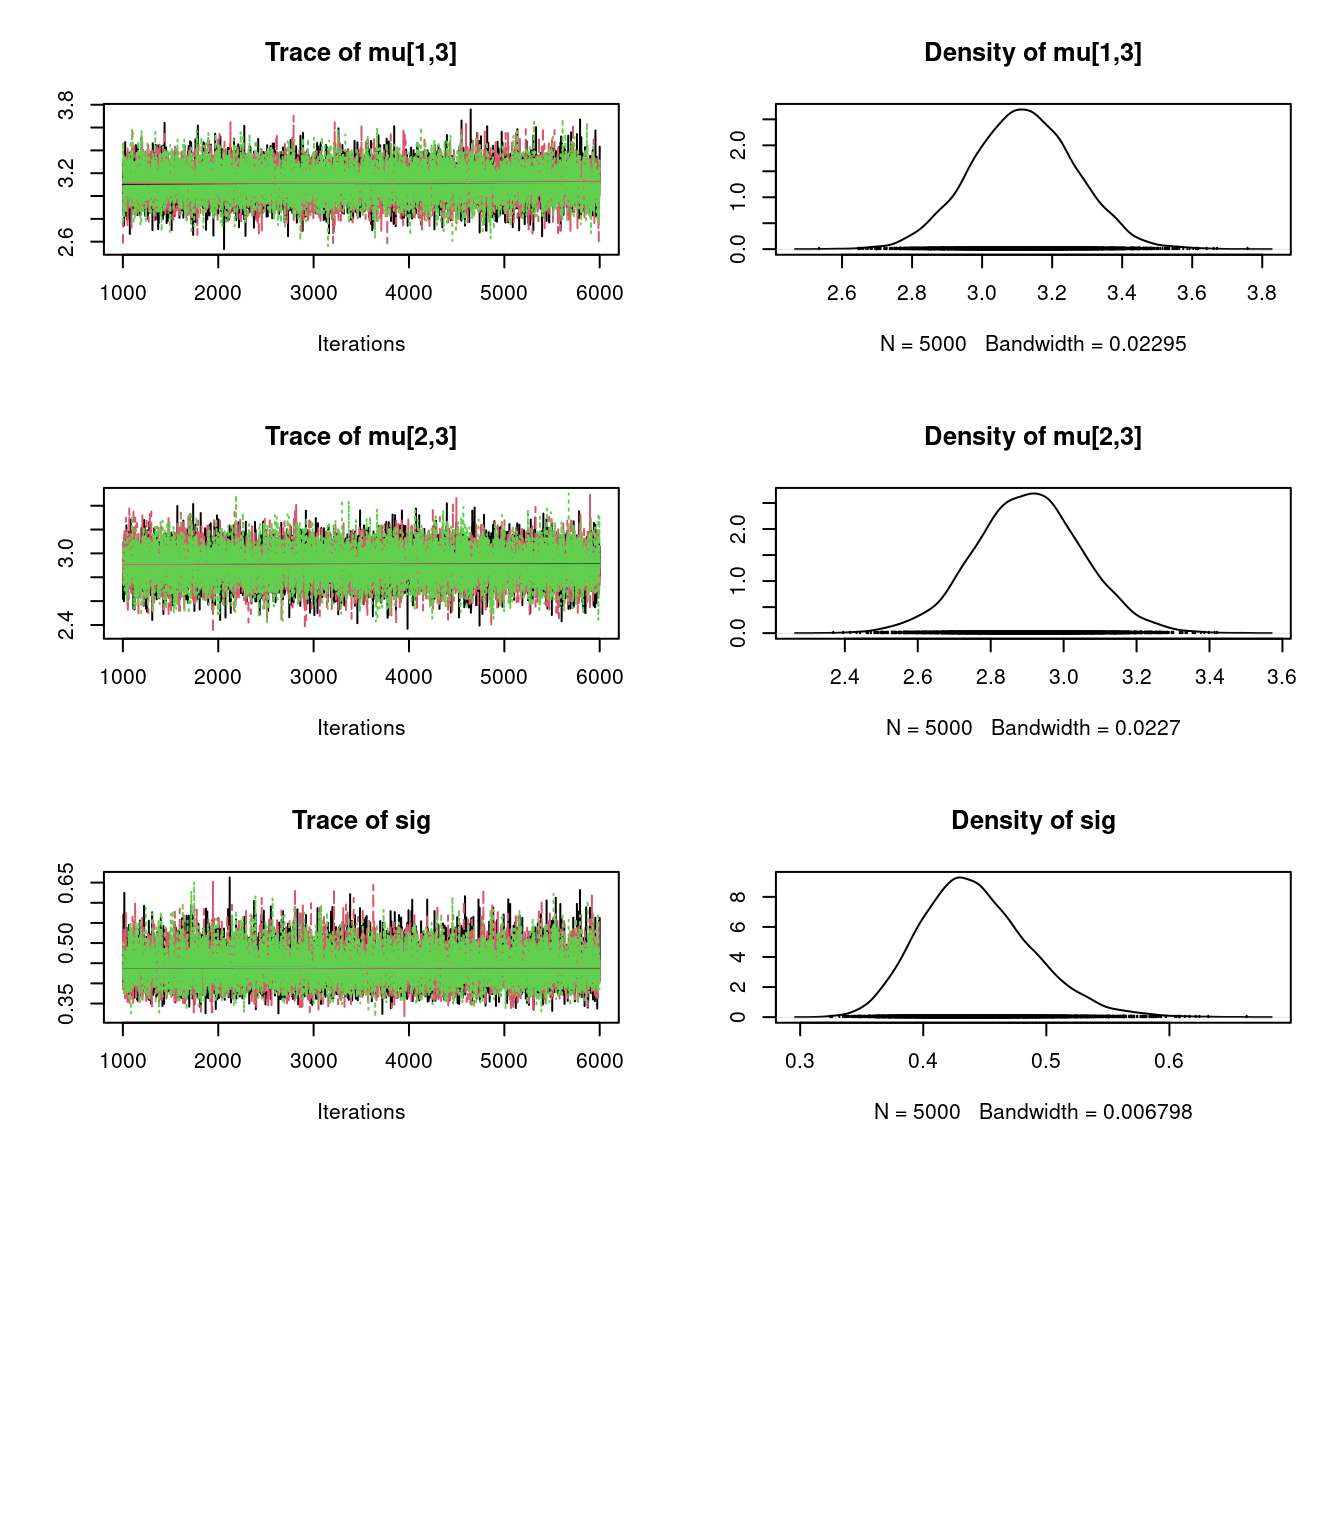 Trace of mu[1,3]
3.8
3.2
2.6
1000 2000 3000 4000 5000 6000
Iterations
Density of mu[1,3]
2.0
1.0
0.0
2.6 2.8 3.0 3.2 3.4 3.6 3.8
N = 5000 Bandwidth = 0.02295
Trace of mu[2,3]
3.0
2.4
1000 2000 3000 4000 5000 6000
Iterations
Density of mu[2,3]
2.0
1.0
0.0
2.4 2.6 2.8 3.0 3.2 3.4 3.6
N = 5000 Bandwidth = 0.0227
Trace of sig
0.65
0.50
0.35
1000 2000 3000 4000 5000 6000
Iterations
Density of sig
8
6
4
2
0
0.3 0.4 0.5 0.6
N = 5000 Bandwidth = 0.006798